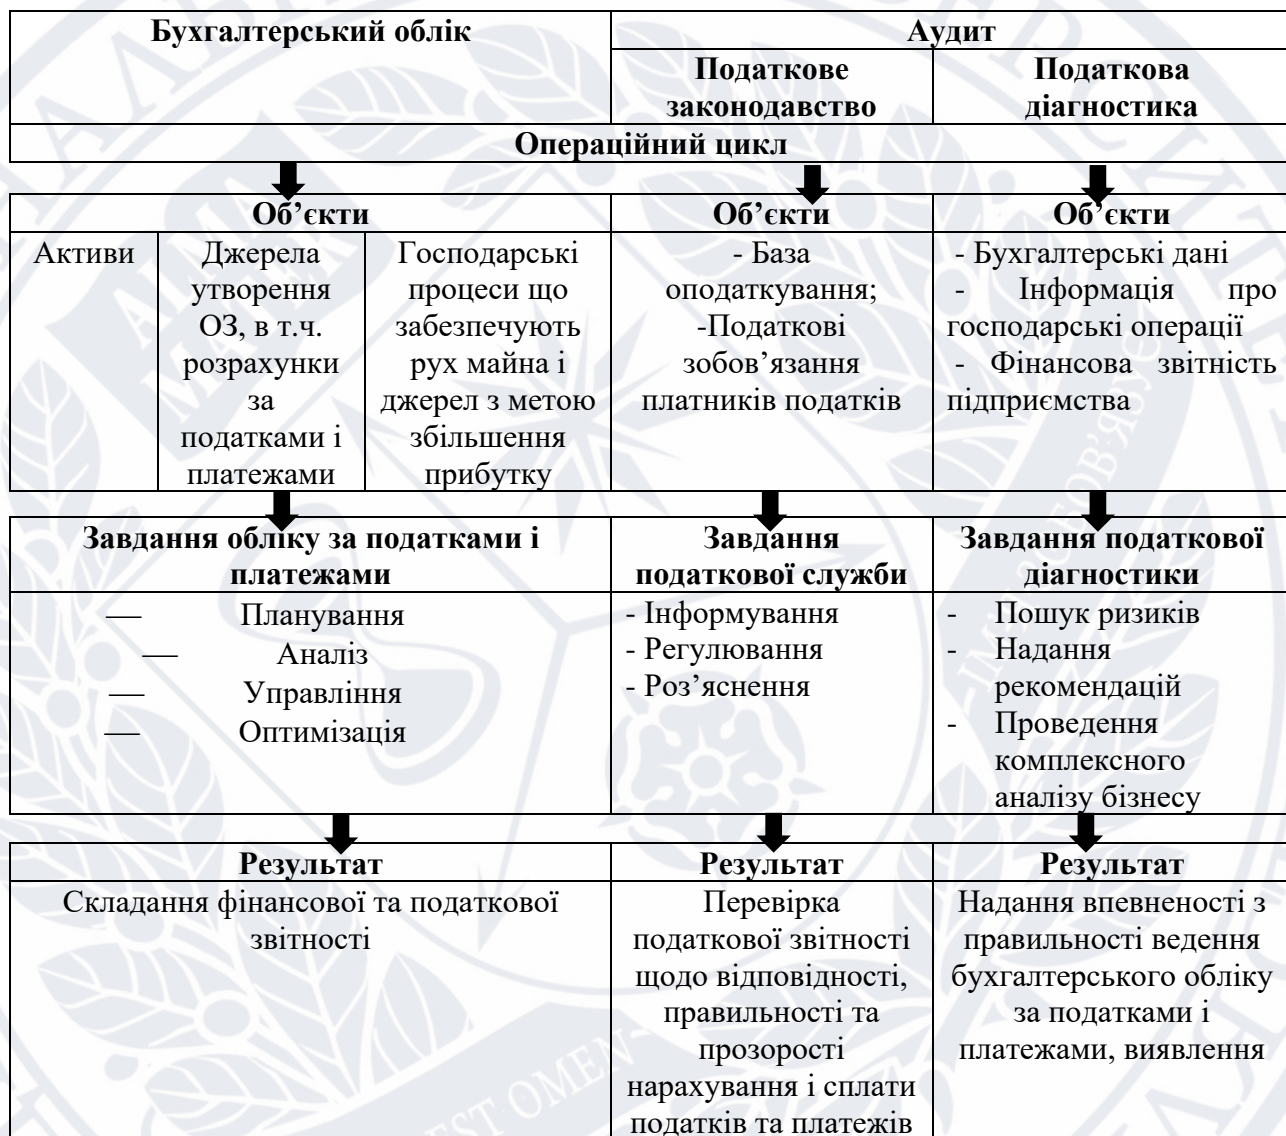 Бухгалтерський облік
Аудит
Податкове
законодавство
Податкова
діагностика
Операційний цикл
Об’єкти
Активи
Джерела
утворення
ОЗ, в т.ч.
розрахунки
за
податками і
платежами
Господарські
процеси що
забезпечують
рух майна і
джерел з метою
збільшення
прибутку
Об’єкти
- База
оподаткування;
-Податкові
зобов’язання
платників податків
Об’єкти
- Бухгалтерські дані
- Інформація про
господарські операції
- Фінансова звітність
підприємства
Завдання обліку за податками і
платежами
— Планування
— Аналіз
— Управління
— Оптимізація
Завдання
податкової служби
- Інформування
- Регулювання
- Роз’яснення
Завдання податкової
діагностики
- Пошук ризиків
- Надання
рекомендацій
- Проведення
комплексного
аналізу бізнесу
Результат
Складання фінансової та податкової
звітності
Результат
Перевірка
податкової звітності
щодо відповідності,
правильності та
прозорості
нарахування і сплати
податків та платежів
Результат
Надання впевненості з
правильності ведення
бухгалтерського обліку
за податками і
платежами, виявлення
EST OMEN